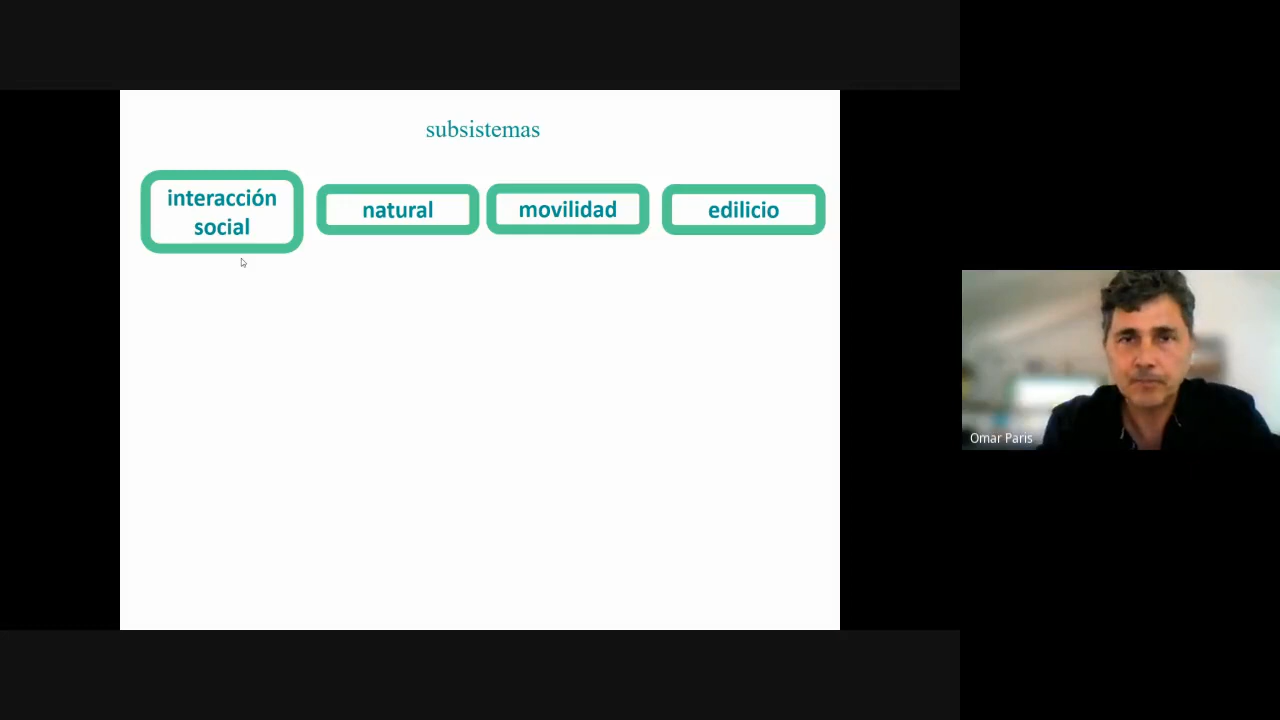 subsistemas
interacción
social
natural
movilidad
edilicio
Omar Paris